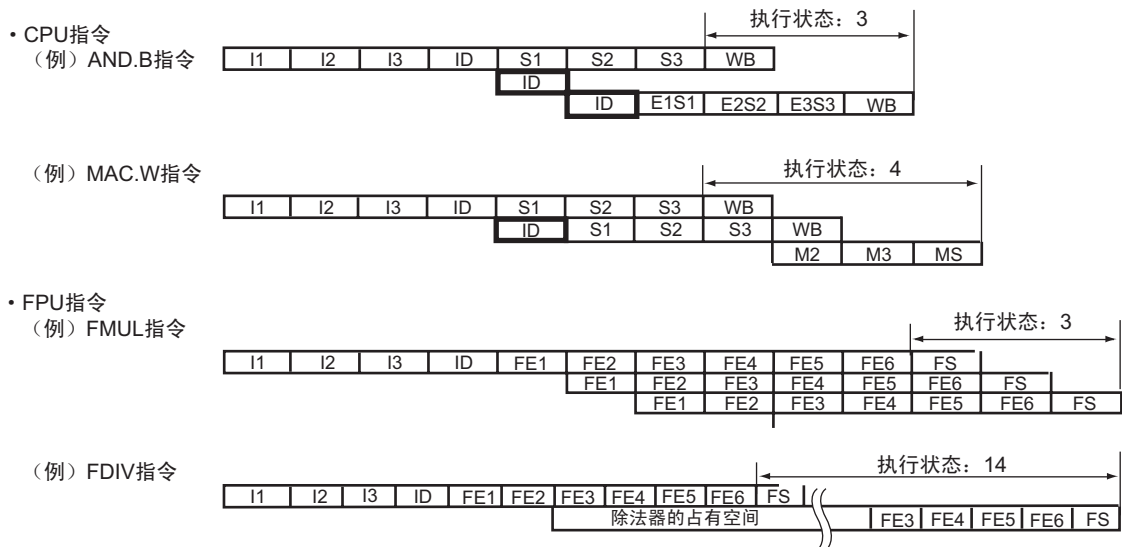 执行状态：3
・CPU指令
（例）AND.B指令
I1 I2 I3 ID S1 S2 S3 WB
ID
ID E1S1 E2S2 E3S3 WB
（例）MAC.W指令
执行状态：4
I1 I2 I3 ID S1 S2 S3 WB
ID S1 S2 S3 WB
M2 M3 MS
・FPU指令
（例）FMUL指令
执行状态：3
I1 I2 I3 ID FE1 FE2 FE3 FE4 FE5 FE6 FS
FE1 FE2 FE3 FE4 FE5 FE6 FS
FE1 FE2 FE3 FE4 FE5 FE6 FS
（例）FDIV指令
执行状态：14
I1 I2 I3 ID FE1 FE2 FE3 FE4 FE5 FE6 FS
除法器的占有空间 FE3 FE4 FE5 FE6 FS